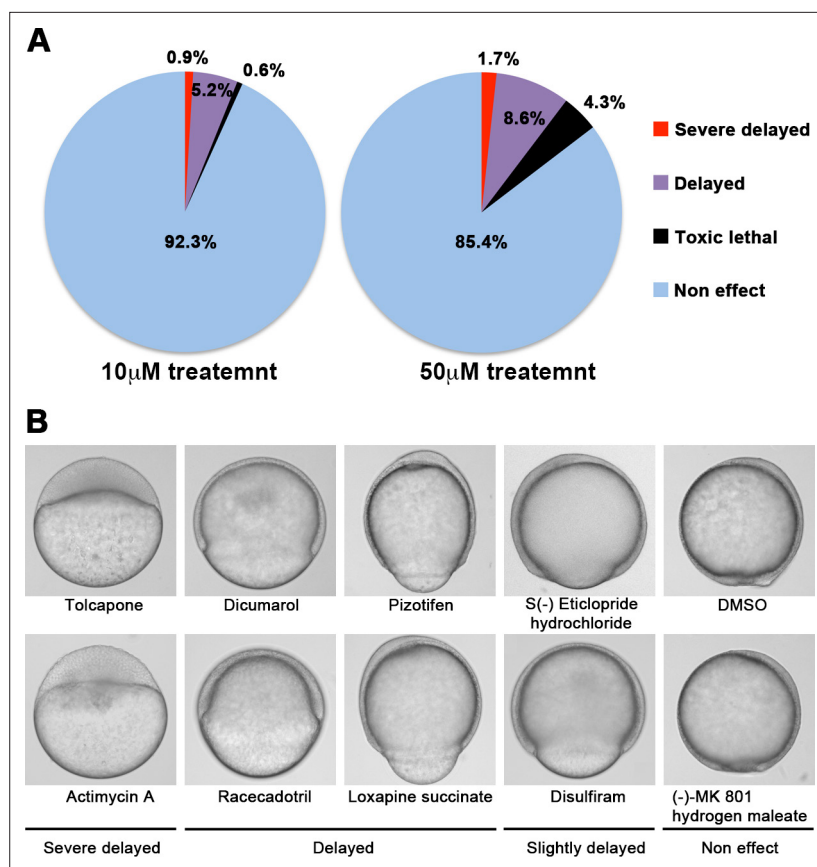 A
0.9%
0.6%
5.2%
92.3%
10μM treatemnt
1.7%
4.3%
8.6%
85.4%
50μM treatemnt
Severe delayed
Delayed
Toxic lethal
Non effect
B
Tolcapone
Dicumarol
Pizotifen
S(-) Eticlopride
hydrochloride
DMSO
Actimycin A
Racecadotril
Loxapine succinate
Disulfiram
(-)-MK 801
hydrogen maleate
Severe delayed
Delayed
Slightly delayed
Non effect